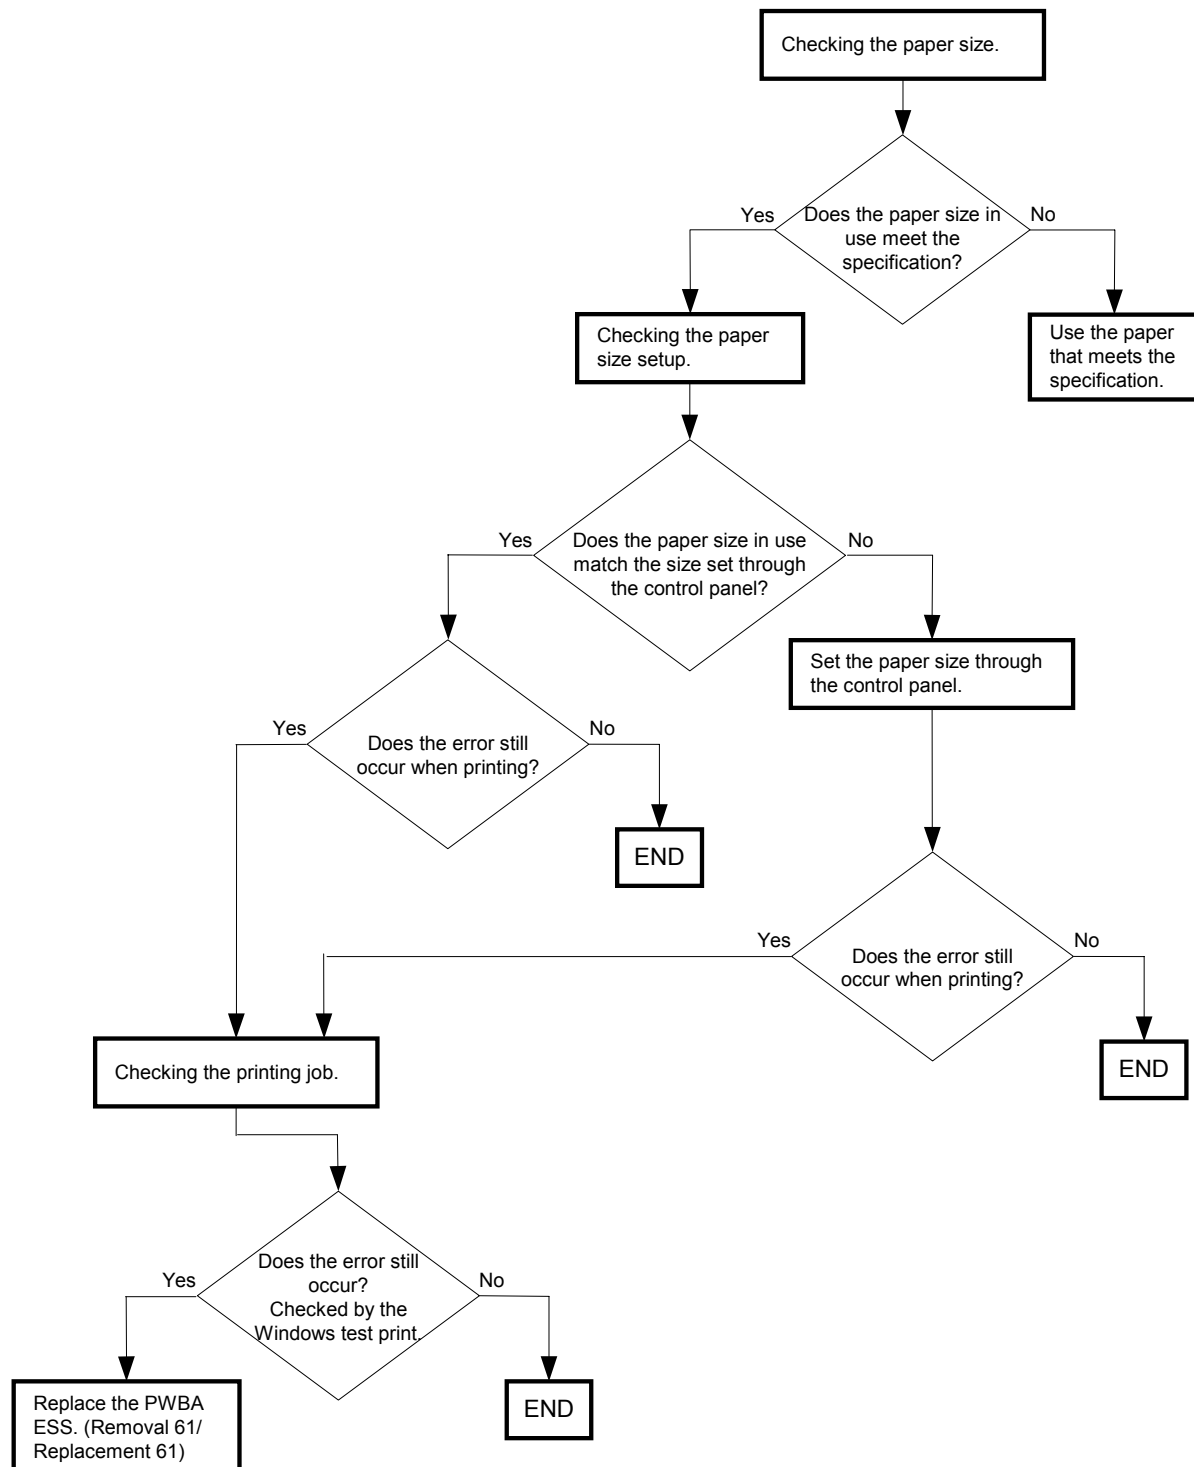 Checking the paper size.
Yes
Does the paper size in
use meet the
specification?
No
Checking the paper
size setup.
Use the paper
that meets the
specification.
Yes
Does the paper size in use
match the size set through
the control panel?
No
Set the paper size through
the control panel.
Yes
Does the error still
occur when printing?
No
END
Yes
Does the error still
occur when printing?
No
END
Checking the printing job.
Yes
Does the error still
occur?
Checked by the
Windows test print.
No
Replace the PWBA
ESS. (Removal 61/
Replacement 61)
END